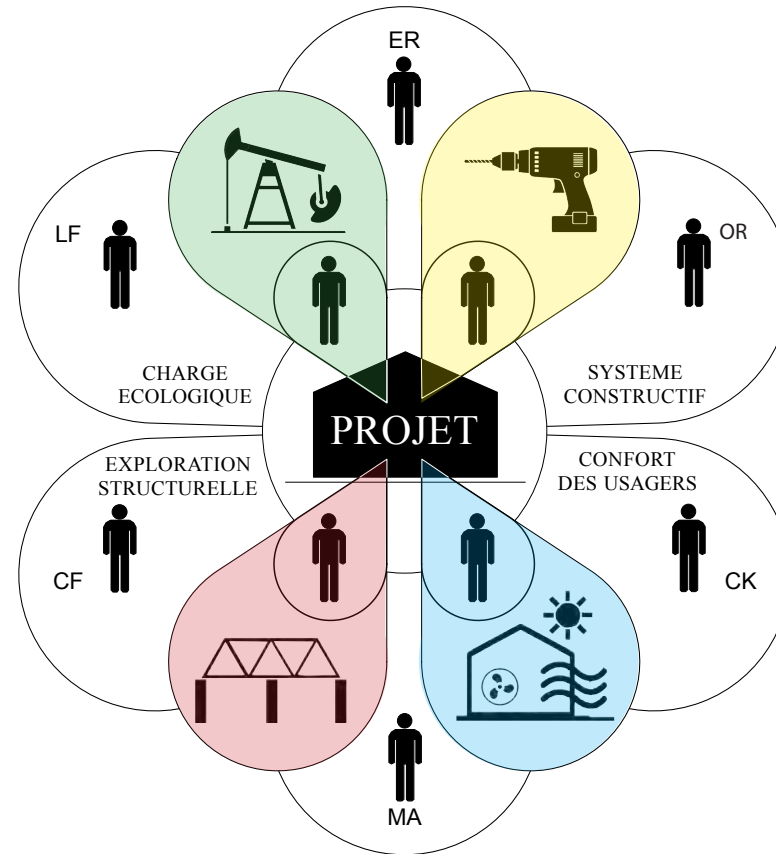 ER
LF
OR
CHARGE
ECOLOGIQUE
SYSTEME
CONSTRUCTIF
PROJET
EXPLORATION
STRUCTURELLE
CONFORT
DES USAGERS
CF
CK
MA